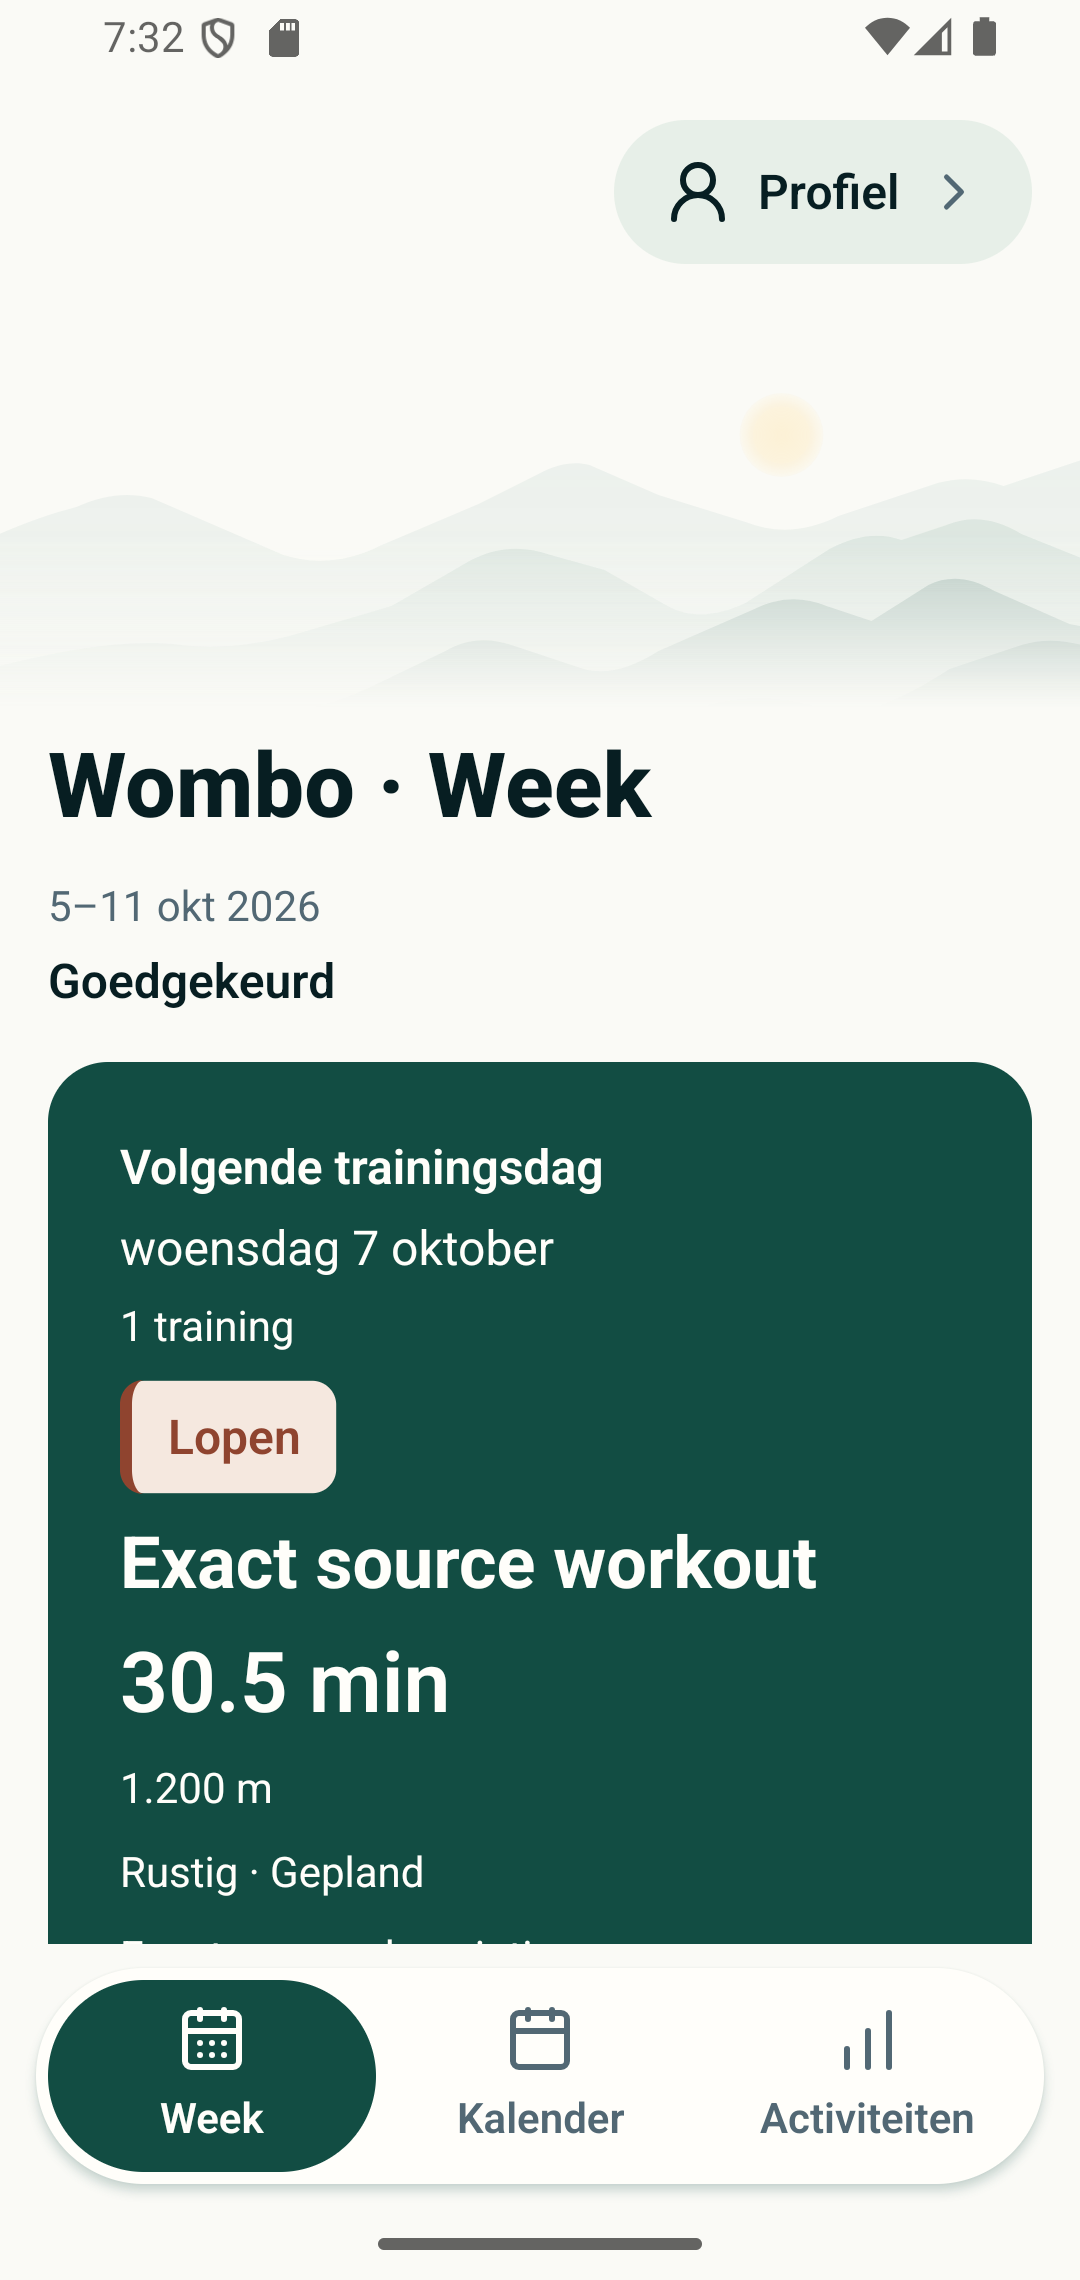 7:32
Profiel
Wombo · Week
5–11 okt 2026
Goedgekeurd
Volgende trainingsdag
woensdag 7 oktober
1 training
Lopen
Exact source workout
30.5 min
1.200 m
Rustig · Gepland
Week
Kalender
Activiteiten